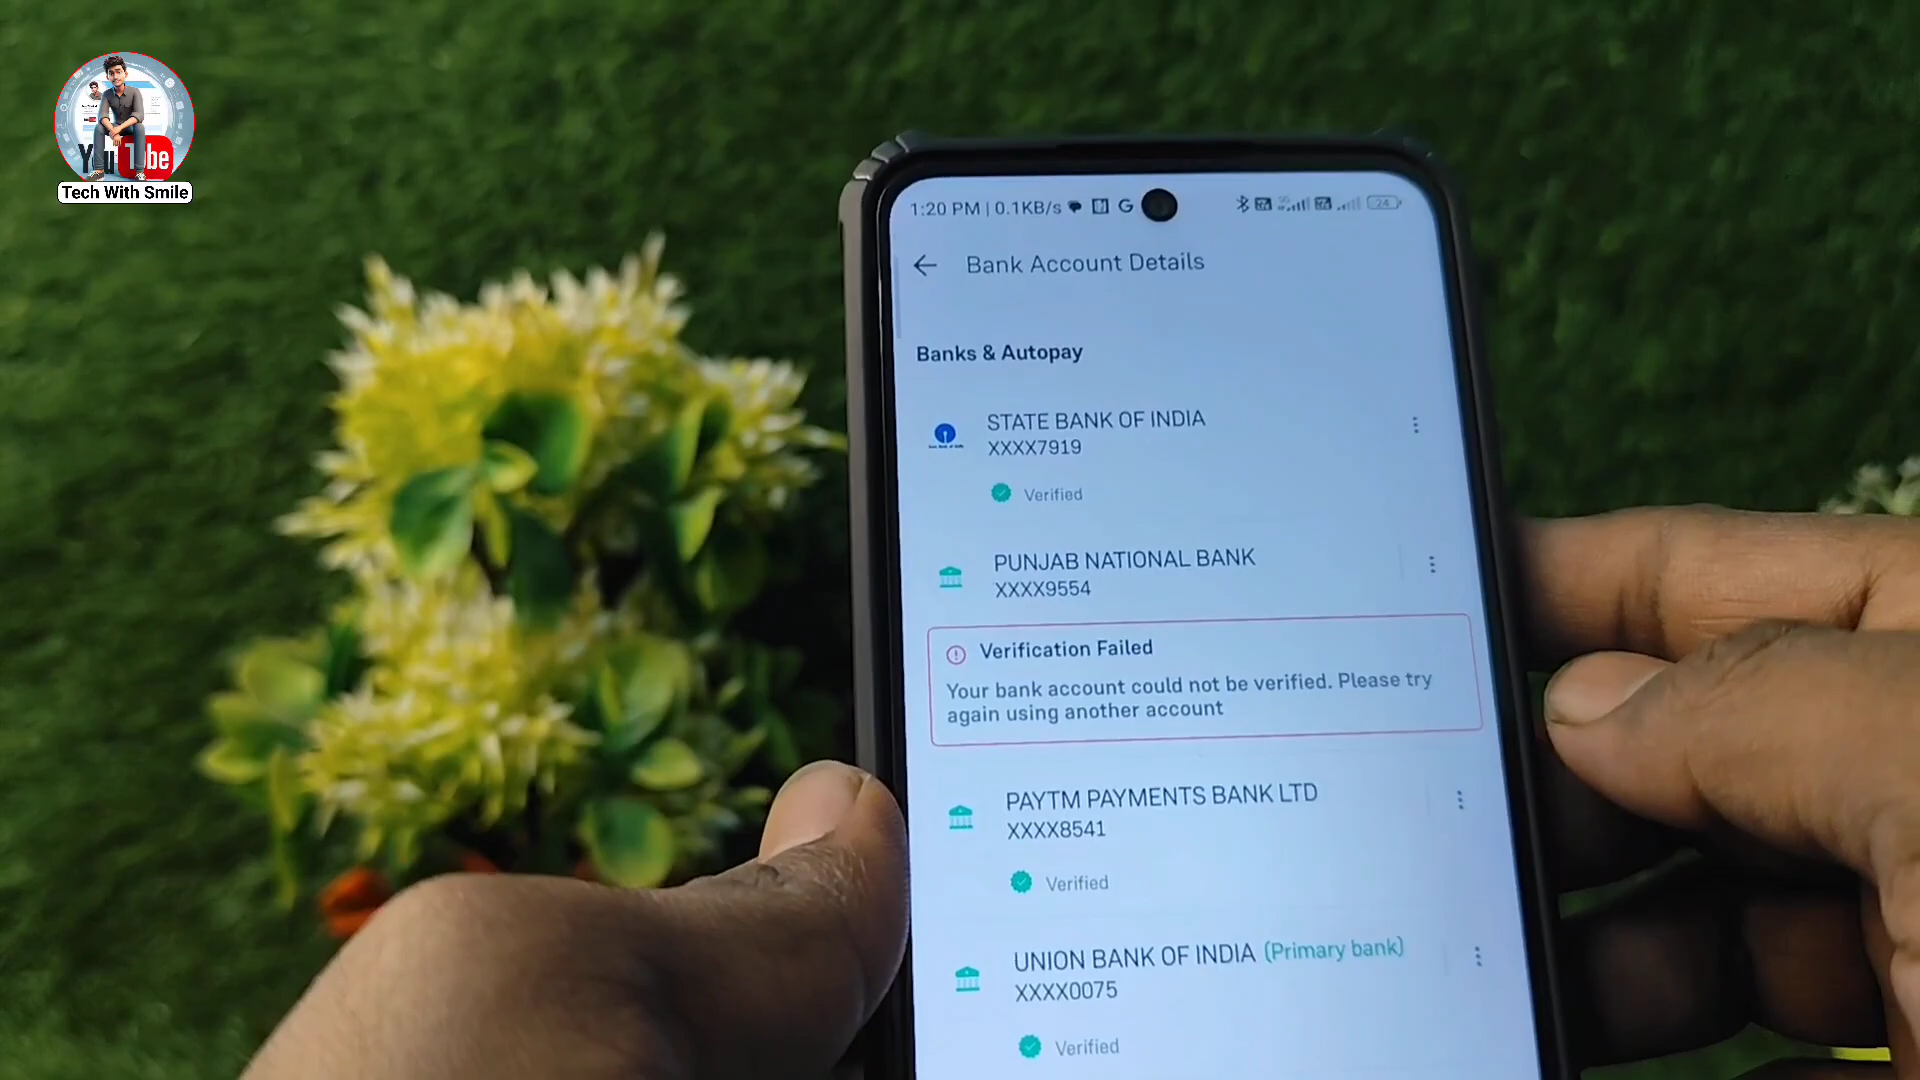 YouTube
Tech With Smile
1:20 PM | 0.1KB/s
Bank Account Details
Banks & Autopay
STATE BANK OF INDIA
XXXX7919
Verified
PUNJAB NATIONAL BANK
XXXX9554
Verification Failed
Your bank account could not be verified. Please try
again using another account
PAYTM PAYMENTS BANK LTD
XXXX8541
Verified
UNION BANK OF INDIA (Primary bank)
XXXX0075
Verified